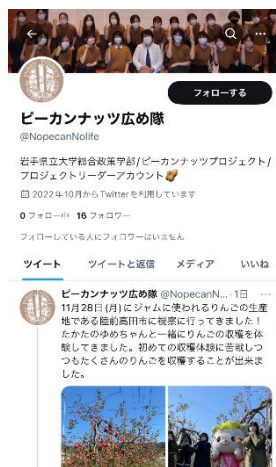 フォローする
ピーカンナッツ広め隊
@NopecanNolife
岩手県立大学総合政策学部/ピーカンナッツプロジェクト/
プロジェクトリーダーアカウント
2022年10月からTwitterを利用しています
0 フォロー中 16 フォロワー
フォローしている人にフォロワーはいません
ツイート ツイートと返信 メディア いいね
ピーカンナッツ広め隊 @NopecanN... · 1日
11月28日(月)にジャムに使われるりんごの生産
地である陸前高田市に視察に行ってきました！
たかたのゆめちゃんと一緒にりんごの収穫を体
験してきました。初めての収穫体験に苦戦しつ
つもたくさんのりんごを収穫することが出来ま
した。